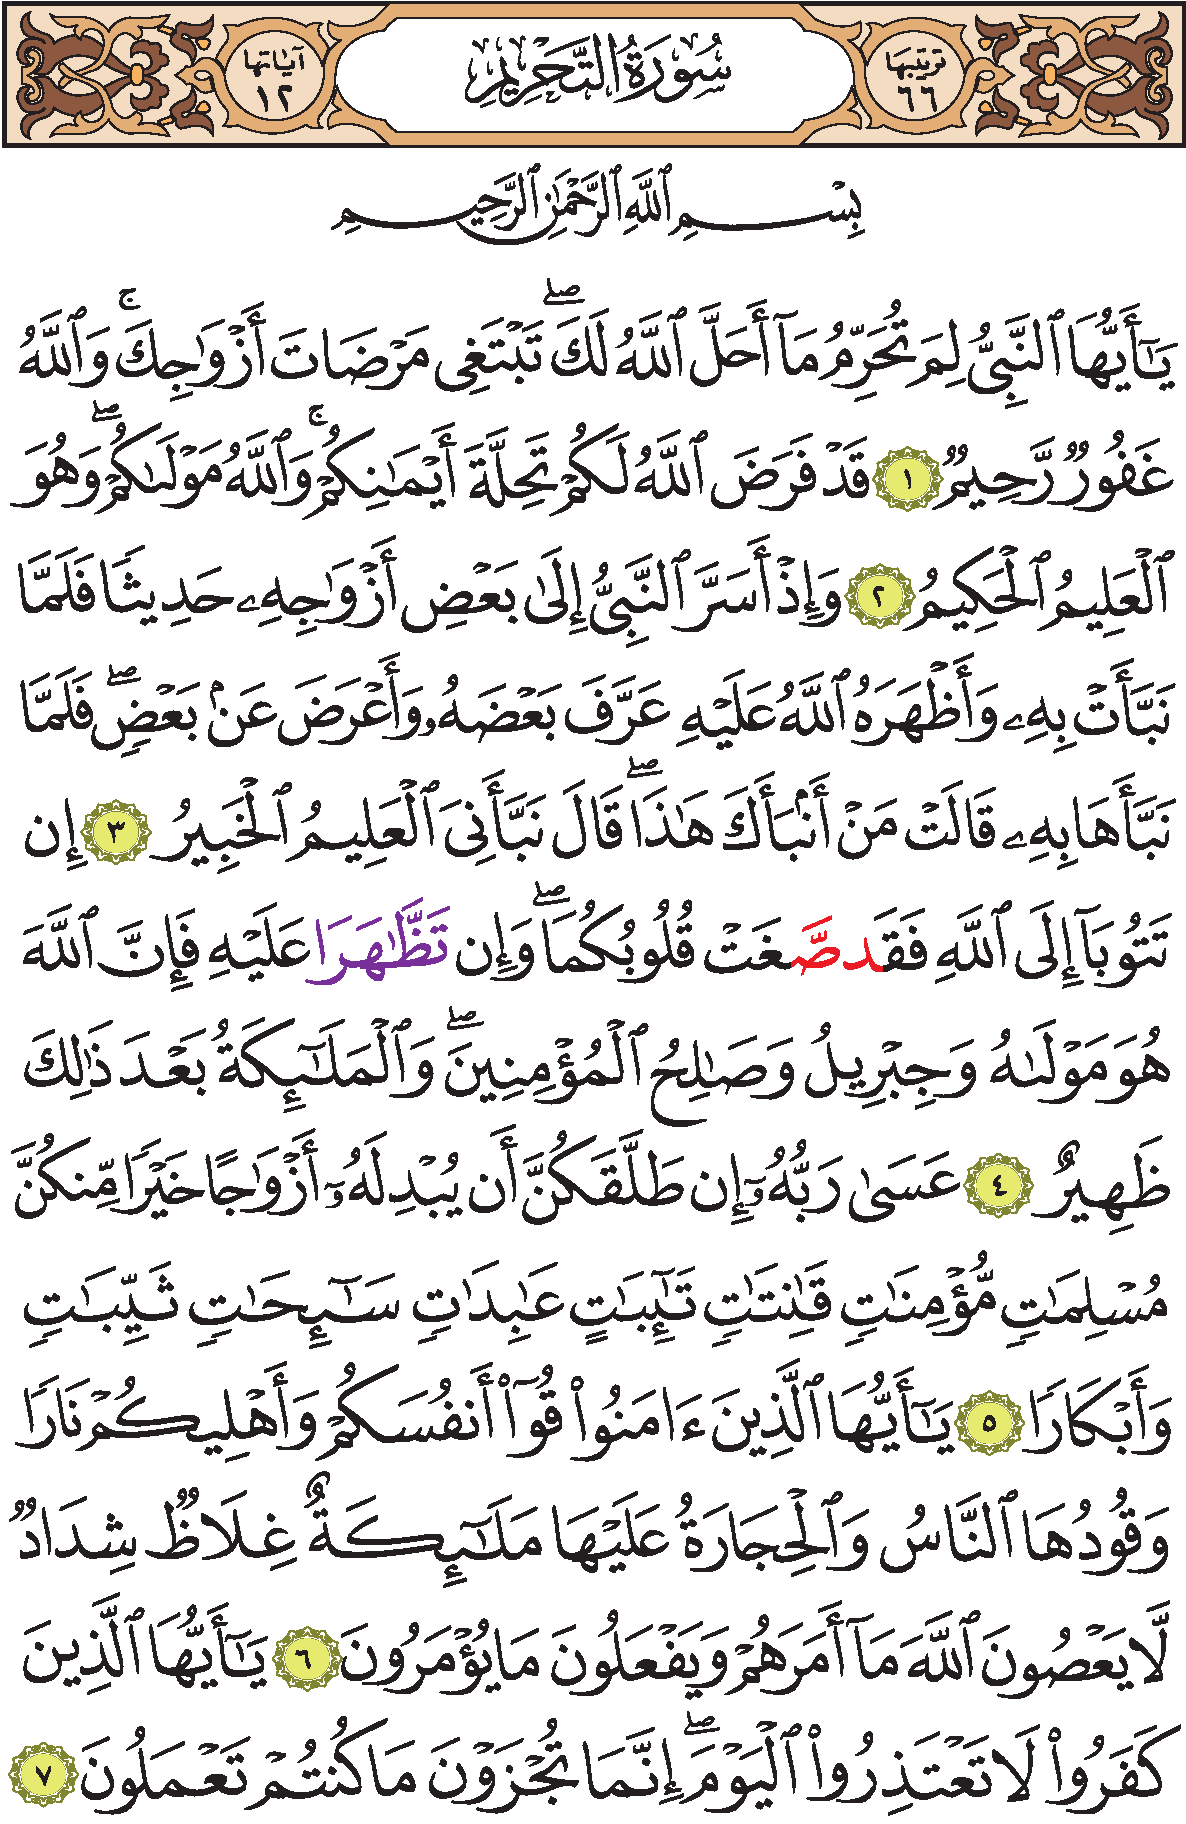 ترتيبها
٦٦
سُورَةُ التَّحْرِيمِ
آياتها
١٢
بِسْمِ ٱللَّهِ ٱلرَّحْمَٰنِ ٱلرَّحِيمِ
يَٰٓأَيُّهَا ٱلنَّبِيُّ لِمَ تُحَرِّمُ مَآ أَحَلَّ ٱللَّهُ لَكَۖ تَبْتَغِى مَرْضَاتَ أَزْوَٰجِكَۚ وَٱللَّهُ
غَفُورٌ رَّحِيمٌ ١ قَدْ فَرَضَ ٱللَّهُ لَكُمْ تَحِلَّةَ أَيْمَٰنِكُمْۚ وَٱللَّهُ مَوْلَىٰكُمْۖ وَهُوَ
ٱلْعَلِيمُ ٱلْحَكِيمُ ٢ وَإِذْ أَسَرَّ ٱلنَّبِيُّ إِلَىٰ بَعْضِ أَزْوَٰجِهِۦ حَدِيثًا فَلَمَّا
نَبَّأَتْ بِهِۦ وَأَظْهَرَهُ ٱللَّهُ عَلَيْهِ عَرَّفَ بَعْضَهُۥ وَأَعْرَضَ عَنۢ بَعْضٍۖ فَلَمَّا
نَبَّأَهَا بِهِۦ قَالَتْ مَنْ أَنۢبَأَكَ هَٰذَاۖ قَالَ نَبَّأَنِىَ ٱلْعَلِيمُ ٱلْخَبِيرُ ٣ إِن
تَتُوبَآ إِلَى ٱللَّهِ فَقَد صَّغَتْ قُلُوبُكُمَاۖ وَإِن تَظَّٰهَرَا عَلَيْهِ فَإِنَّ ٱللَّهَ
هُوَ مَوْلَىٰهُ وَجِبْرِيلُ وَصَٰلِحُ ٱلْمُؤْمِنِينَۖ وَٱلْمَلَٰٓئِكَةُ بَعْدَ ذَٰلِكَ
ظَهِيرٌ ٤ عَسَىٰ رَبُّهُۥٓ إِن طَلَّقَكُنَّ أَن يُبْدِلَهُۥٓ أَزْوَٰجًا خَيْرًا مِّنكُنَّ
مُسْلِمَٰتٍ مُّؤْمِنَٰتٍ قَٰنِتَٰتٍ تَٰٓئِبَٰتٍ عَٰبِدَٰتٍ سَٰٓئِحَٰتٍ ثَيِّبَٰتٍ
وَأَبْكَارًا ٥ يَٰٓأَيُّهَا ٱلَّذِينَ ءَامَنُوا۟ قُوٓا۟ أَنفُسَكُمْ وَأَهْلِيكُمْ نَارًا
وَقُودُهَا ٱلنَّاسُ وَٱلْحِجَارَةُ عَلَيْهَا مَلَٰٓئِكَةٌ غِلَاظٌ شِدَادٌ
لَّا يَعْصُونَ ٱللَّهَ مَآ أَمَرَهُمْ وَيَفْعَلُونَ مَا يُؤْمَرُونَ ٦ يَٰٓأَيُّهَا ٱلَّذِينَ
كَفَرُوا۟ لَا تَعْتَذِرُوا۟ ٱلْيَوْمَۖ إِنَّمَا تُجْزَوْنَ مَا كُنتُمْ تَعْمَلُونَ ٧